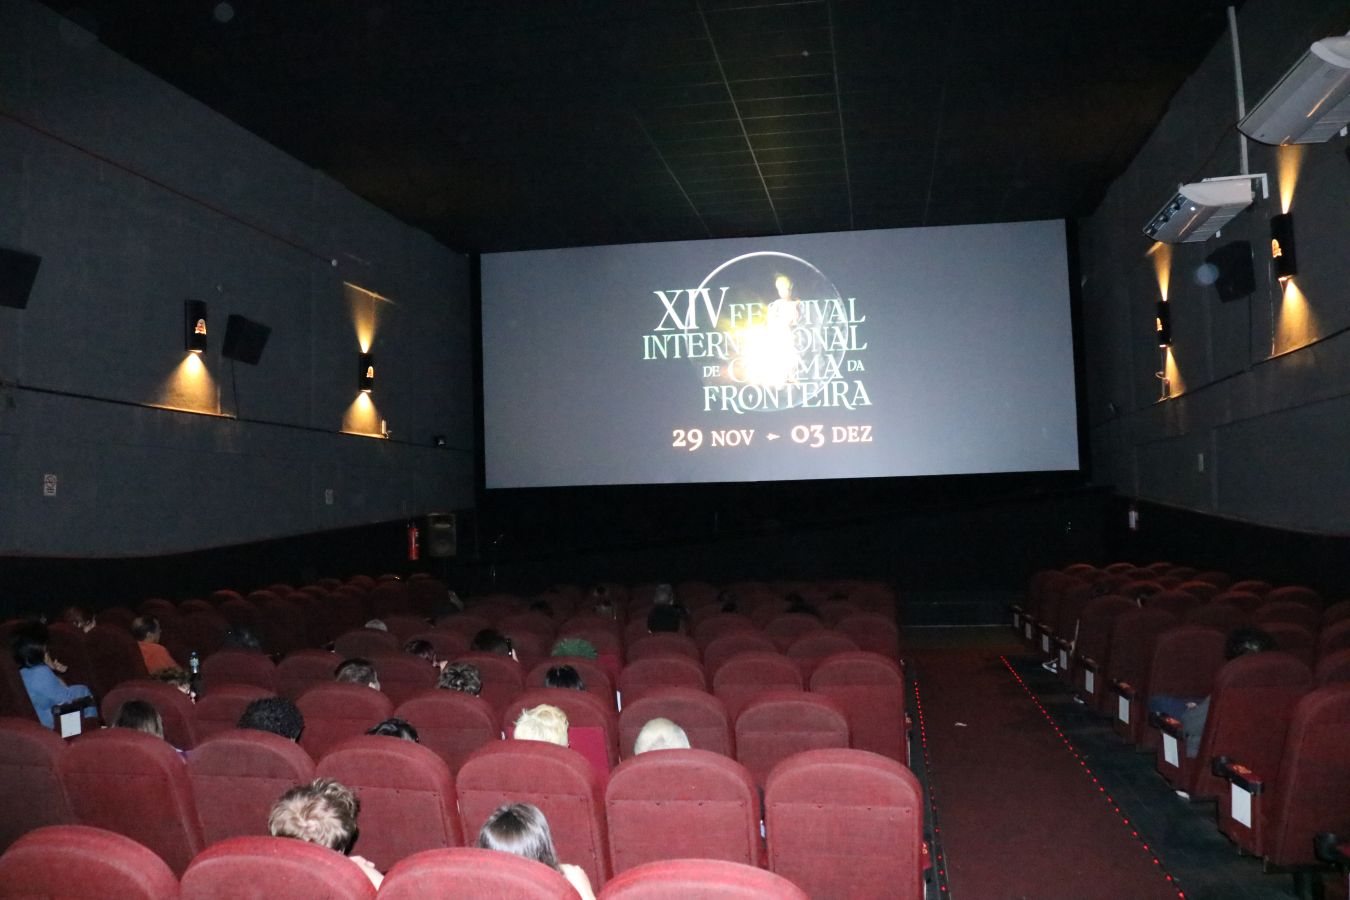 XIV FESTIVAL
INTERNACIONAL
DE CINEMA DA
FRONTEIRA
29 NOV - 03 DEZ